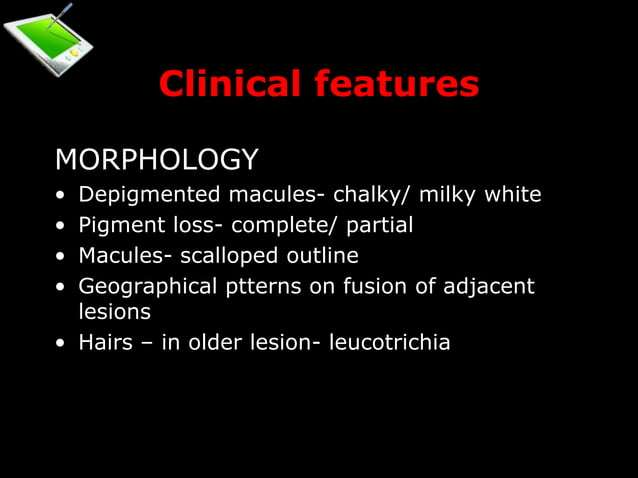 Clinical features
MORPHOLOGY
• Depigmented macules- chalky/ milky white
• Pigment loss- complete/ partial
• Macules- scalloped outline
• Geographical ptterns on fusion of adjacent
lesions
• Hairs – in older lesion- leucotrichia